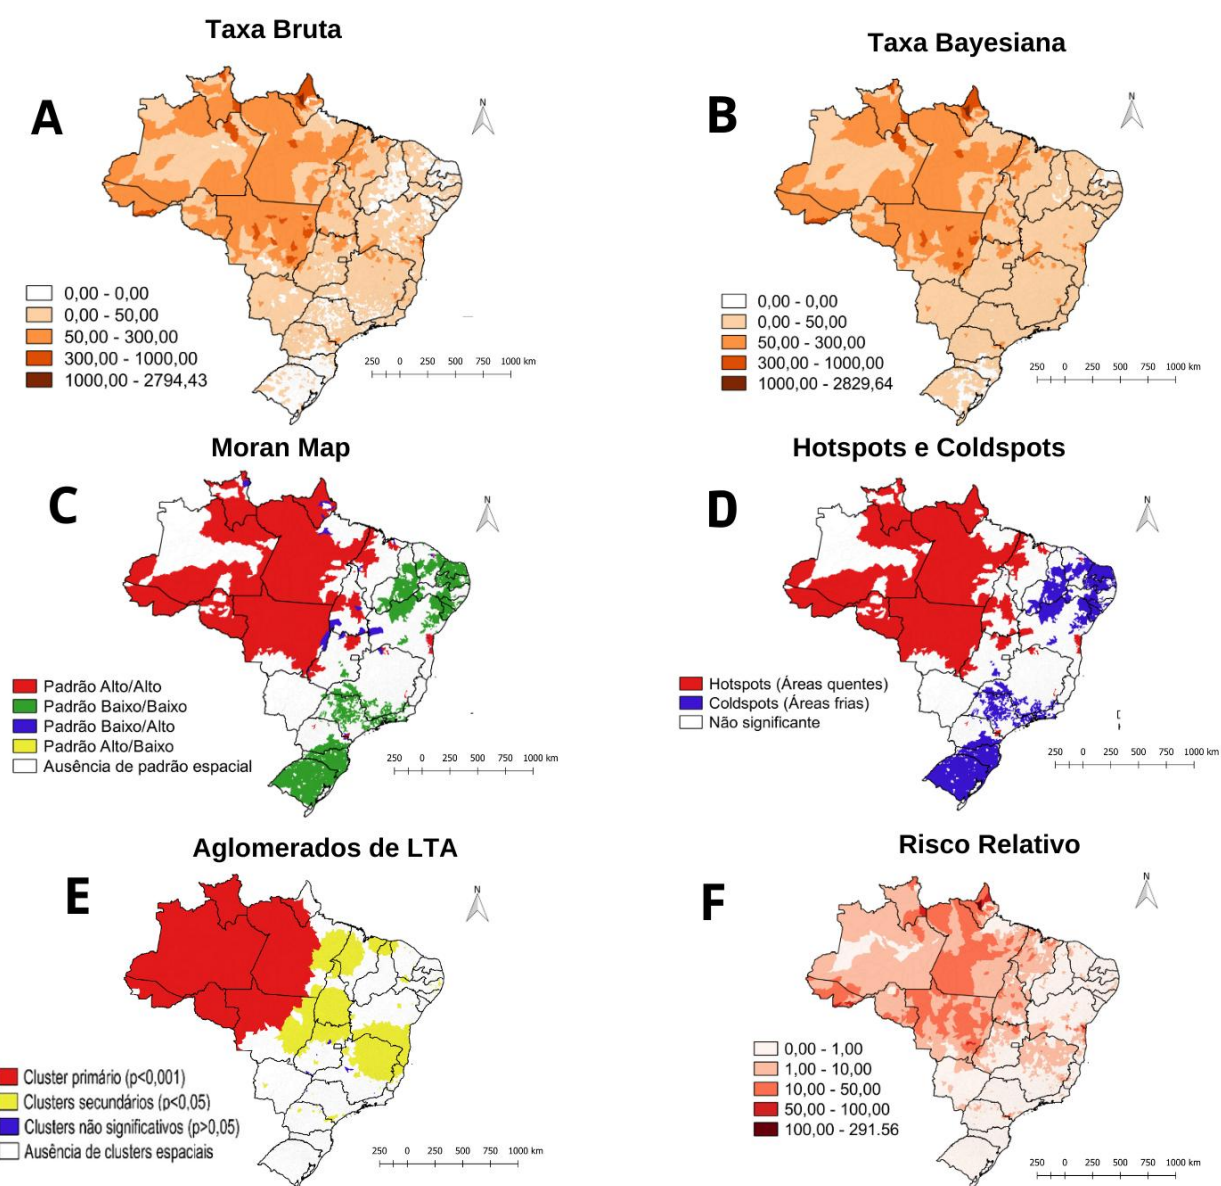 Taxa Bruta
A
N
0,00 - 0,00
0,00 - 50,00
50,00 - 300,00
300,00 - 1000,00
1000,00 - 2794,43
250 0 250 500 750 1000 km
Taxa Bayesiana
B
N
0,00 - 0,00
0,00 - 50,00
50,00 - 300,00
300,00 - 1000,00
1000,00 - 2829,64
250 0 250 500 750 1000 km
Moran Map
C
N
Padrão Alto/Alto
Padrão Baixo/Baixo
Padrão Baixo/Alto
Padrão Alto/Baixo
Ausência de padrão espacial
250 0 250 500 750 1000 km
Hotspots e Coldspots
D
N
Hotspots (Áreas quentes)
Coldspots (Áreas frias)
Não significante
250 0 250 500 750 1000 km
Aglomerados de LTA
E
N
Cluster primário (p<0,001)
Clusters secundários (p<0,05)
Clusters não significativos (p>0,05)
Ausência de clusters espaciais
250 0 250 500 750 1000 km
Risco Relativo
F
N
0,00 - 1,00
1,00 - 10,00
10,00 - 50,00
50,00 - 100,00
100,00 - 291.56
250 0 250 500 750 1000 km